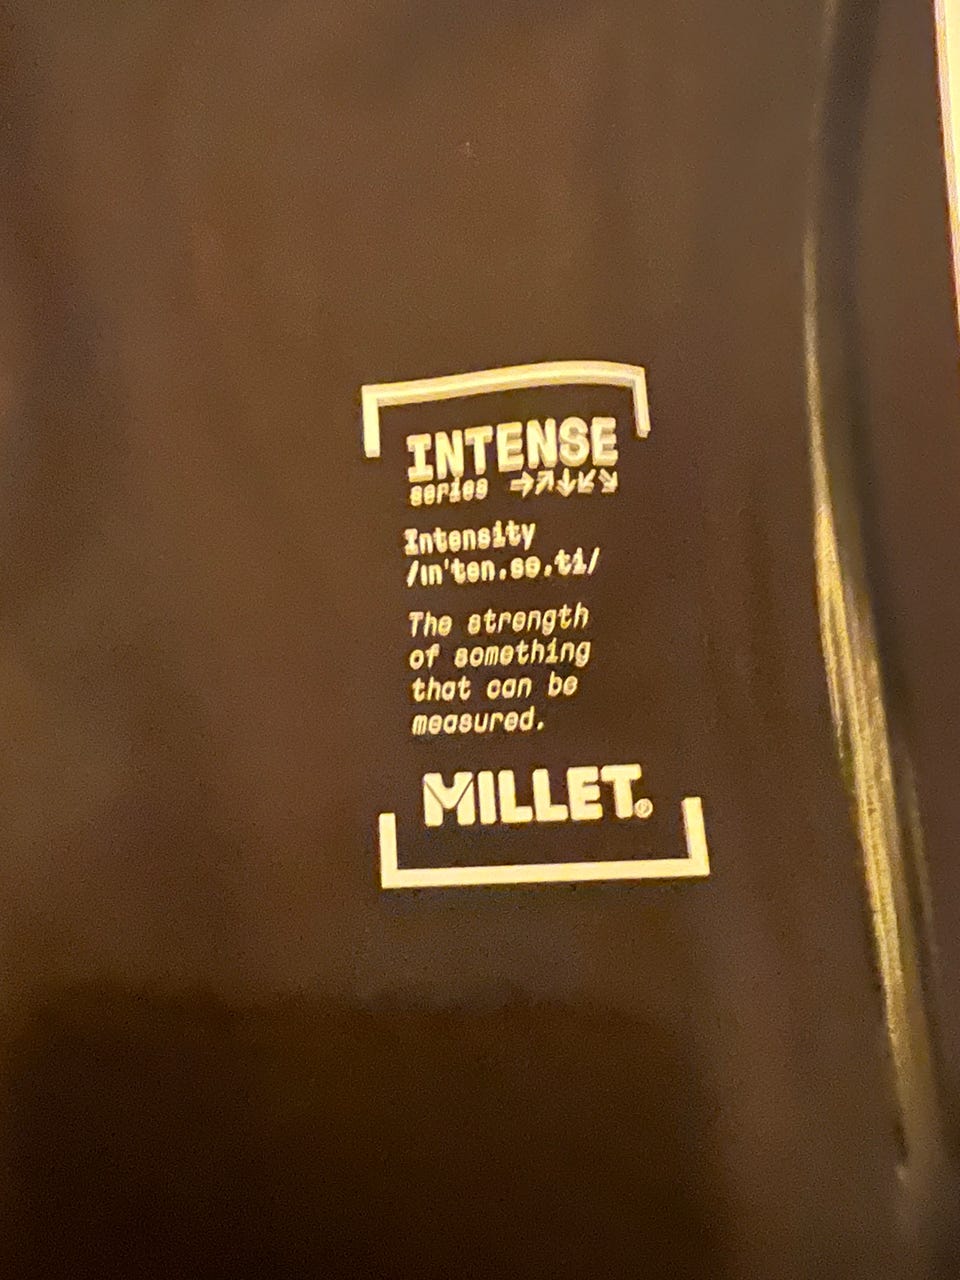 INTENSE
series →↗↓↙↘
Intensity
/ɪn'ten.sə.ti/
The strength
of something
that can be
measured.
MILLET®